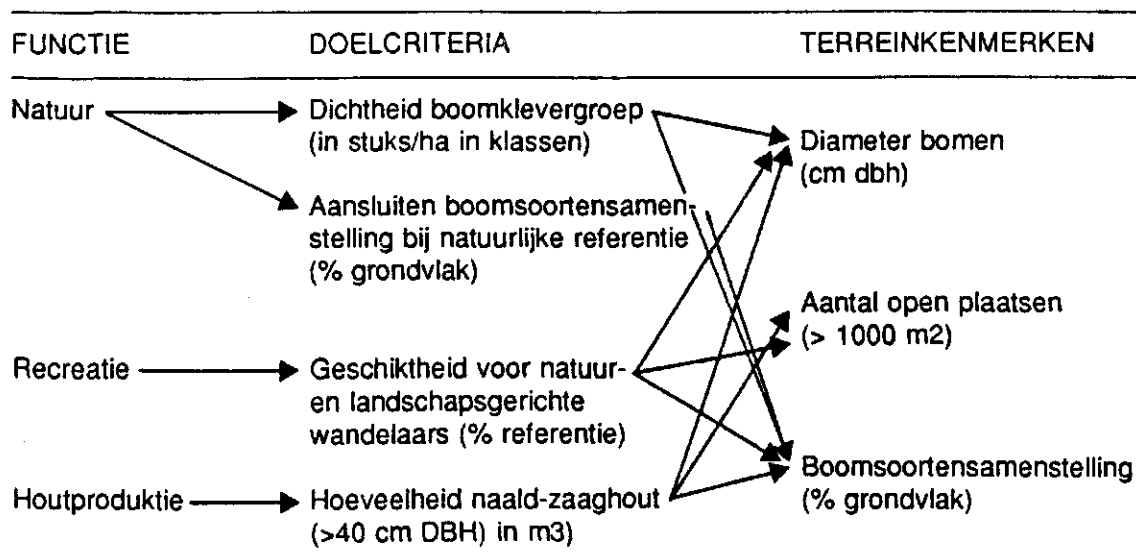 FUNCTIE DOELCRITERIA TERREINKENMERKEN
Natuur
Dichtheid boomklevergroep
(in stuks/ha in klassen)
Aansluiten boomsoortensamen-
stelling bij natuurlijke referentie
(% grondvlak)
Recreatie
Geschiktheid voor natuur-
en landschapsgerichte
wandelaars (% referentie)
Houtproduktie
Hoeveelheid naald-zaaghout
(>40 cm DBH) in m3)
Diameter bomen
(cm dbh)
Aantal open plaatsen
(> 1000 m2)
Boomsoortensamenstelling
(% grondvlak)